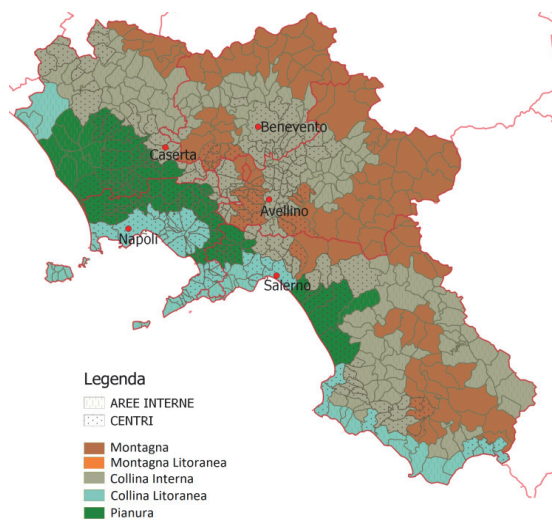 Benevento
Caserta
Avellino
Napoli
Salerno
Legenda
AREE INTERNE
CENTRI
Montagna
Montagna Litoranea
Collina Interna
Collina Litoranea
Pianura